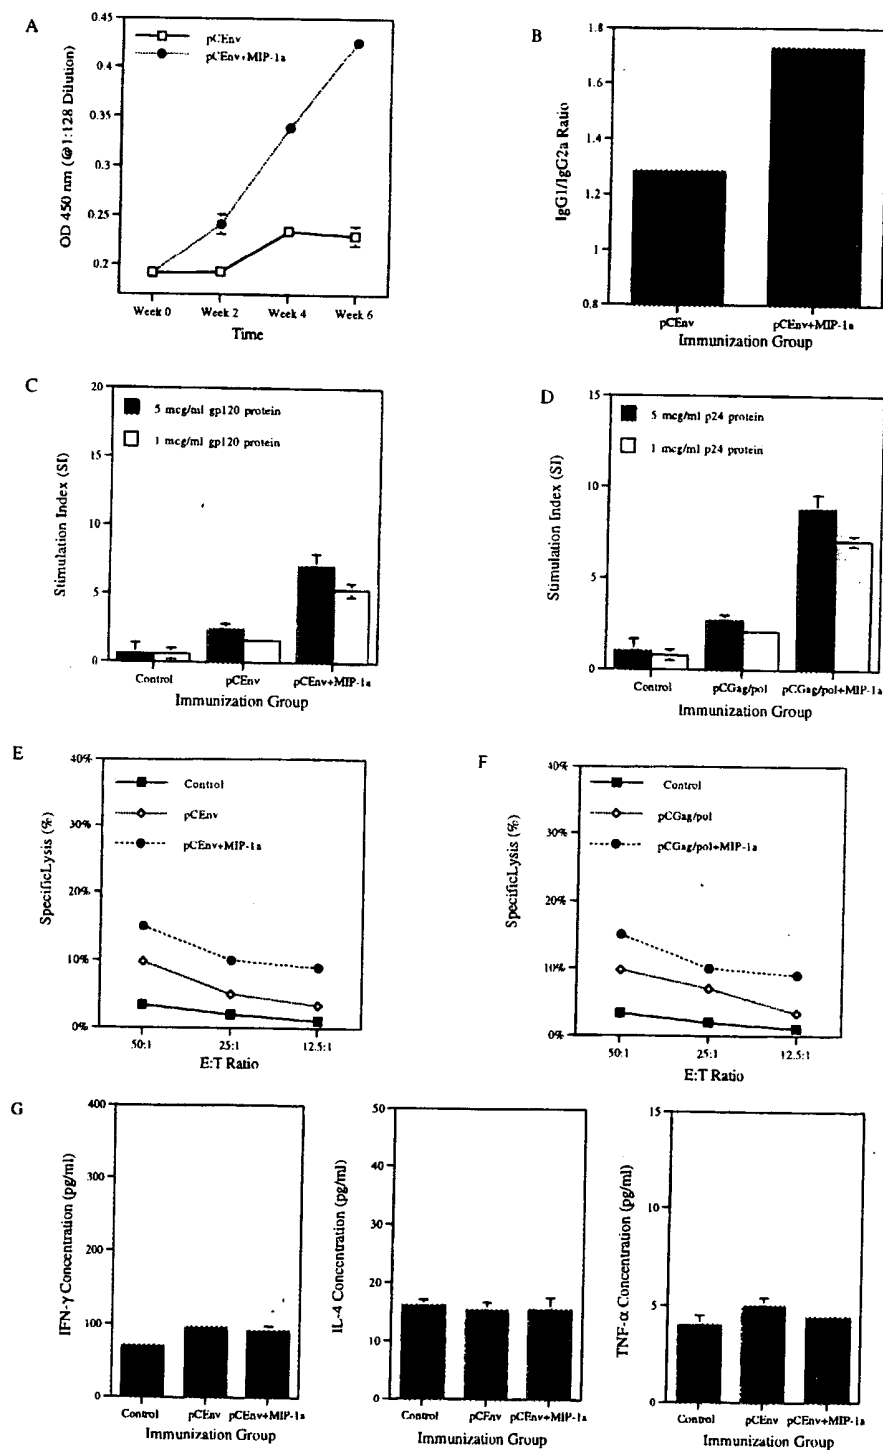 A
pCEnv
pCEnv+MIP-1a
OD 450 nm (@1:128 Dilution)
0.45
0.4
0.35
0.3
0.25
0.2
Week 0
Week 2
Week 4
Week 6
Time
B
IgG1/IgG2a Ratio
1.8
1.6
1.4
1.2
1
0.8
pCEnv
pCEnv+MIP-1a
Immunization Group
C
5 mcg/ml gp120 protein
1 mcg/ml gp120 protein
Stimulation Index (SI)
20
15
10
5
0
Control
pCEnv
pCEnv+MIP-1a
Immunization Group
D
5 mcg/ml p24 protein
1 mcg/ml p24 protein
Stimulation Index (SI)
15
10
5
0
Control
pCGag/pol
pCGag/pol+MIP-1a
Immunization Group
E
Control
pCEnv
pCEnv+MIP-1a
SpecificLysis (%)
40%
30%
20%
10%
0%
50:1
25:1
12.5:1
E:T Ratio
F
Control
pCGag/pol
pCGag/pol+MIP-1a
SpecificLysis (%)
40%
30%
20%
10%
0%
50:1
25:1
12.5:1
E:T Ratio
G
IFN-γ Concentration (pg/ml)
400
300
200
100
0
Control
pCEnv
pCEnv+MIP-1a
Immunization Group
IL-4 Concentration (pg/ml)
50
40
30
20
10
0
Control
pCEnv
pCEnv+MIP-1a
Immunization Group
TNF-α Concentration (pg/ml)
15
10
5
0
Control
pCEnv
pCEnv+MIP-1a
Immunization Group